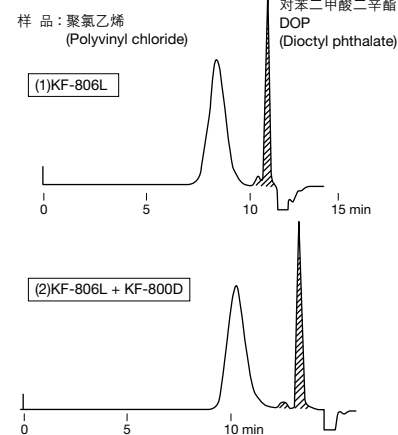 样 品：聚氯乙烯
(Polyvinyl chloride)
对苯二甲酸二辛酯
DOP
(Dioctyl phthalate)
(1)KF-806L
0 5 10 15 min
(2)KF-806L + KF-800D
0 5 10 min